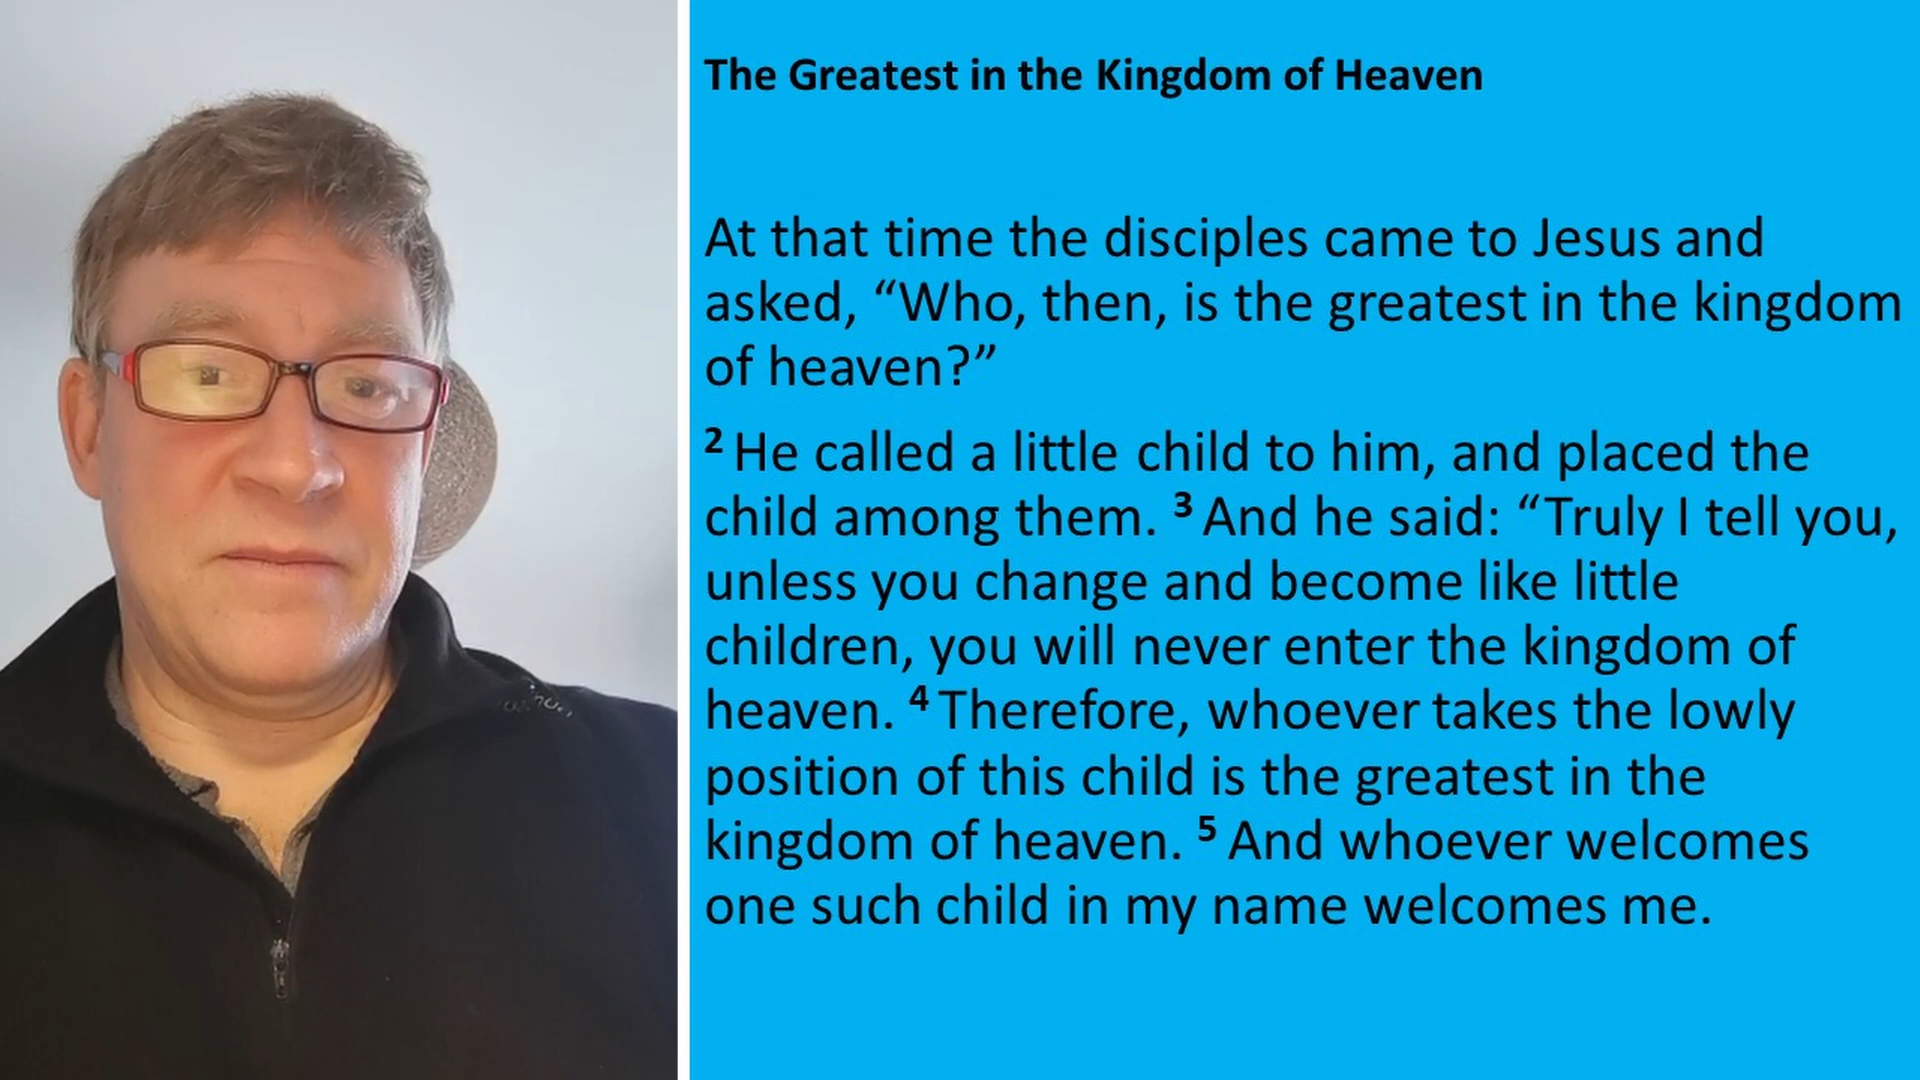 The Greatest in the Kingdom of Heaven
At that time the disciples came to Jesus and
asked, “Who, then, is the greatest in the kingdom
of heaven?”
2 He called a little child to him, and placed the
child among them. 3 And he said: “Truly I tell you,
unless you change and become like little
children, you will never enter the kingdom of
heaven. 4 Therefore, whoever takes the lowly
position of this child is the greatest in the
kingdom of heaven. 5 And whoever welcomes
one such child in my name welcomes me.